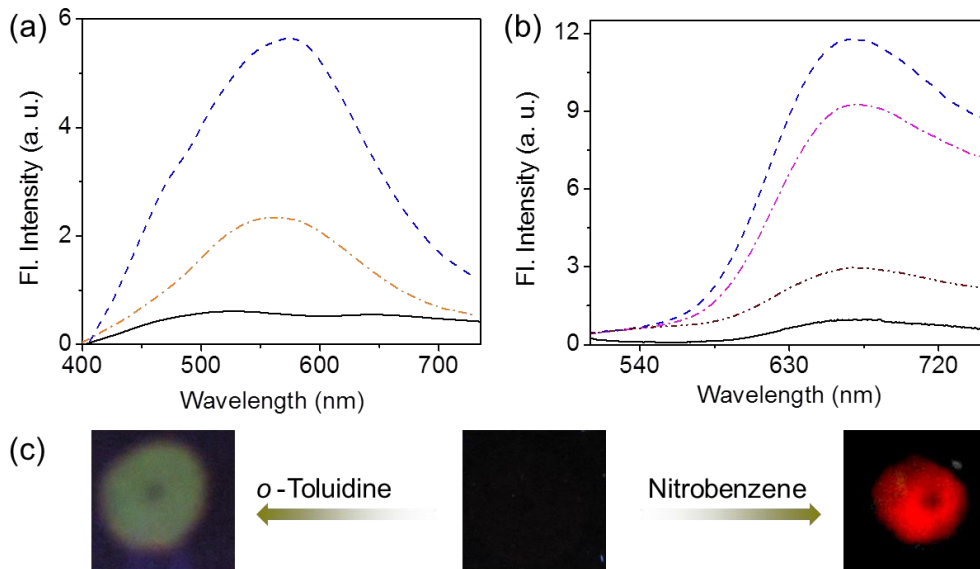 (a)
6
4
2
0
400 500 600 700
Wavelength (nm)
Fl. Intensity (a. u.)
(b)
12
9
6
3
0
540 630 720
Wavelength (nm)
Fl. Intensity (a. u.)
(c)
o -Toluidine
Nitrobenzene